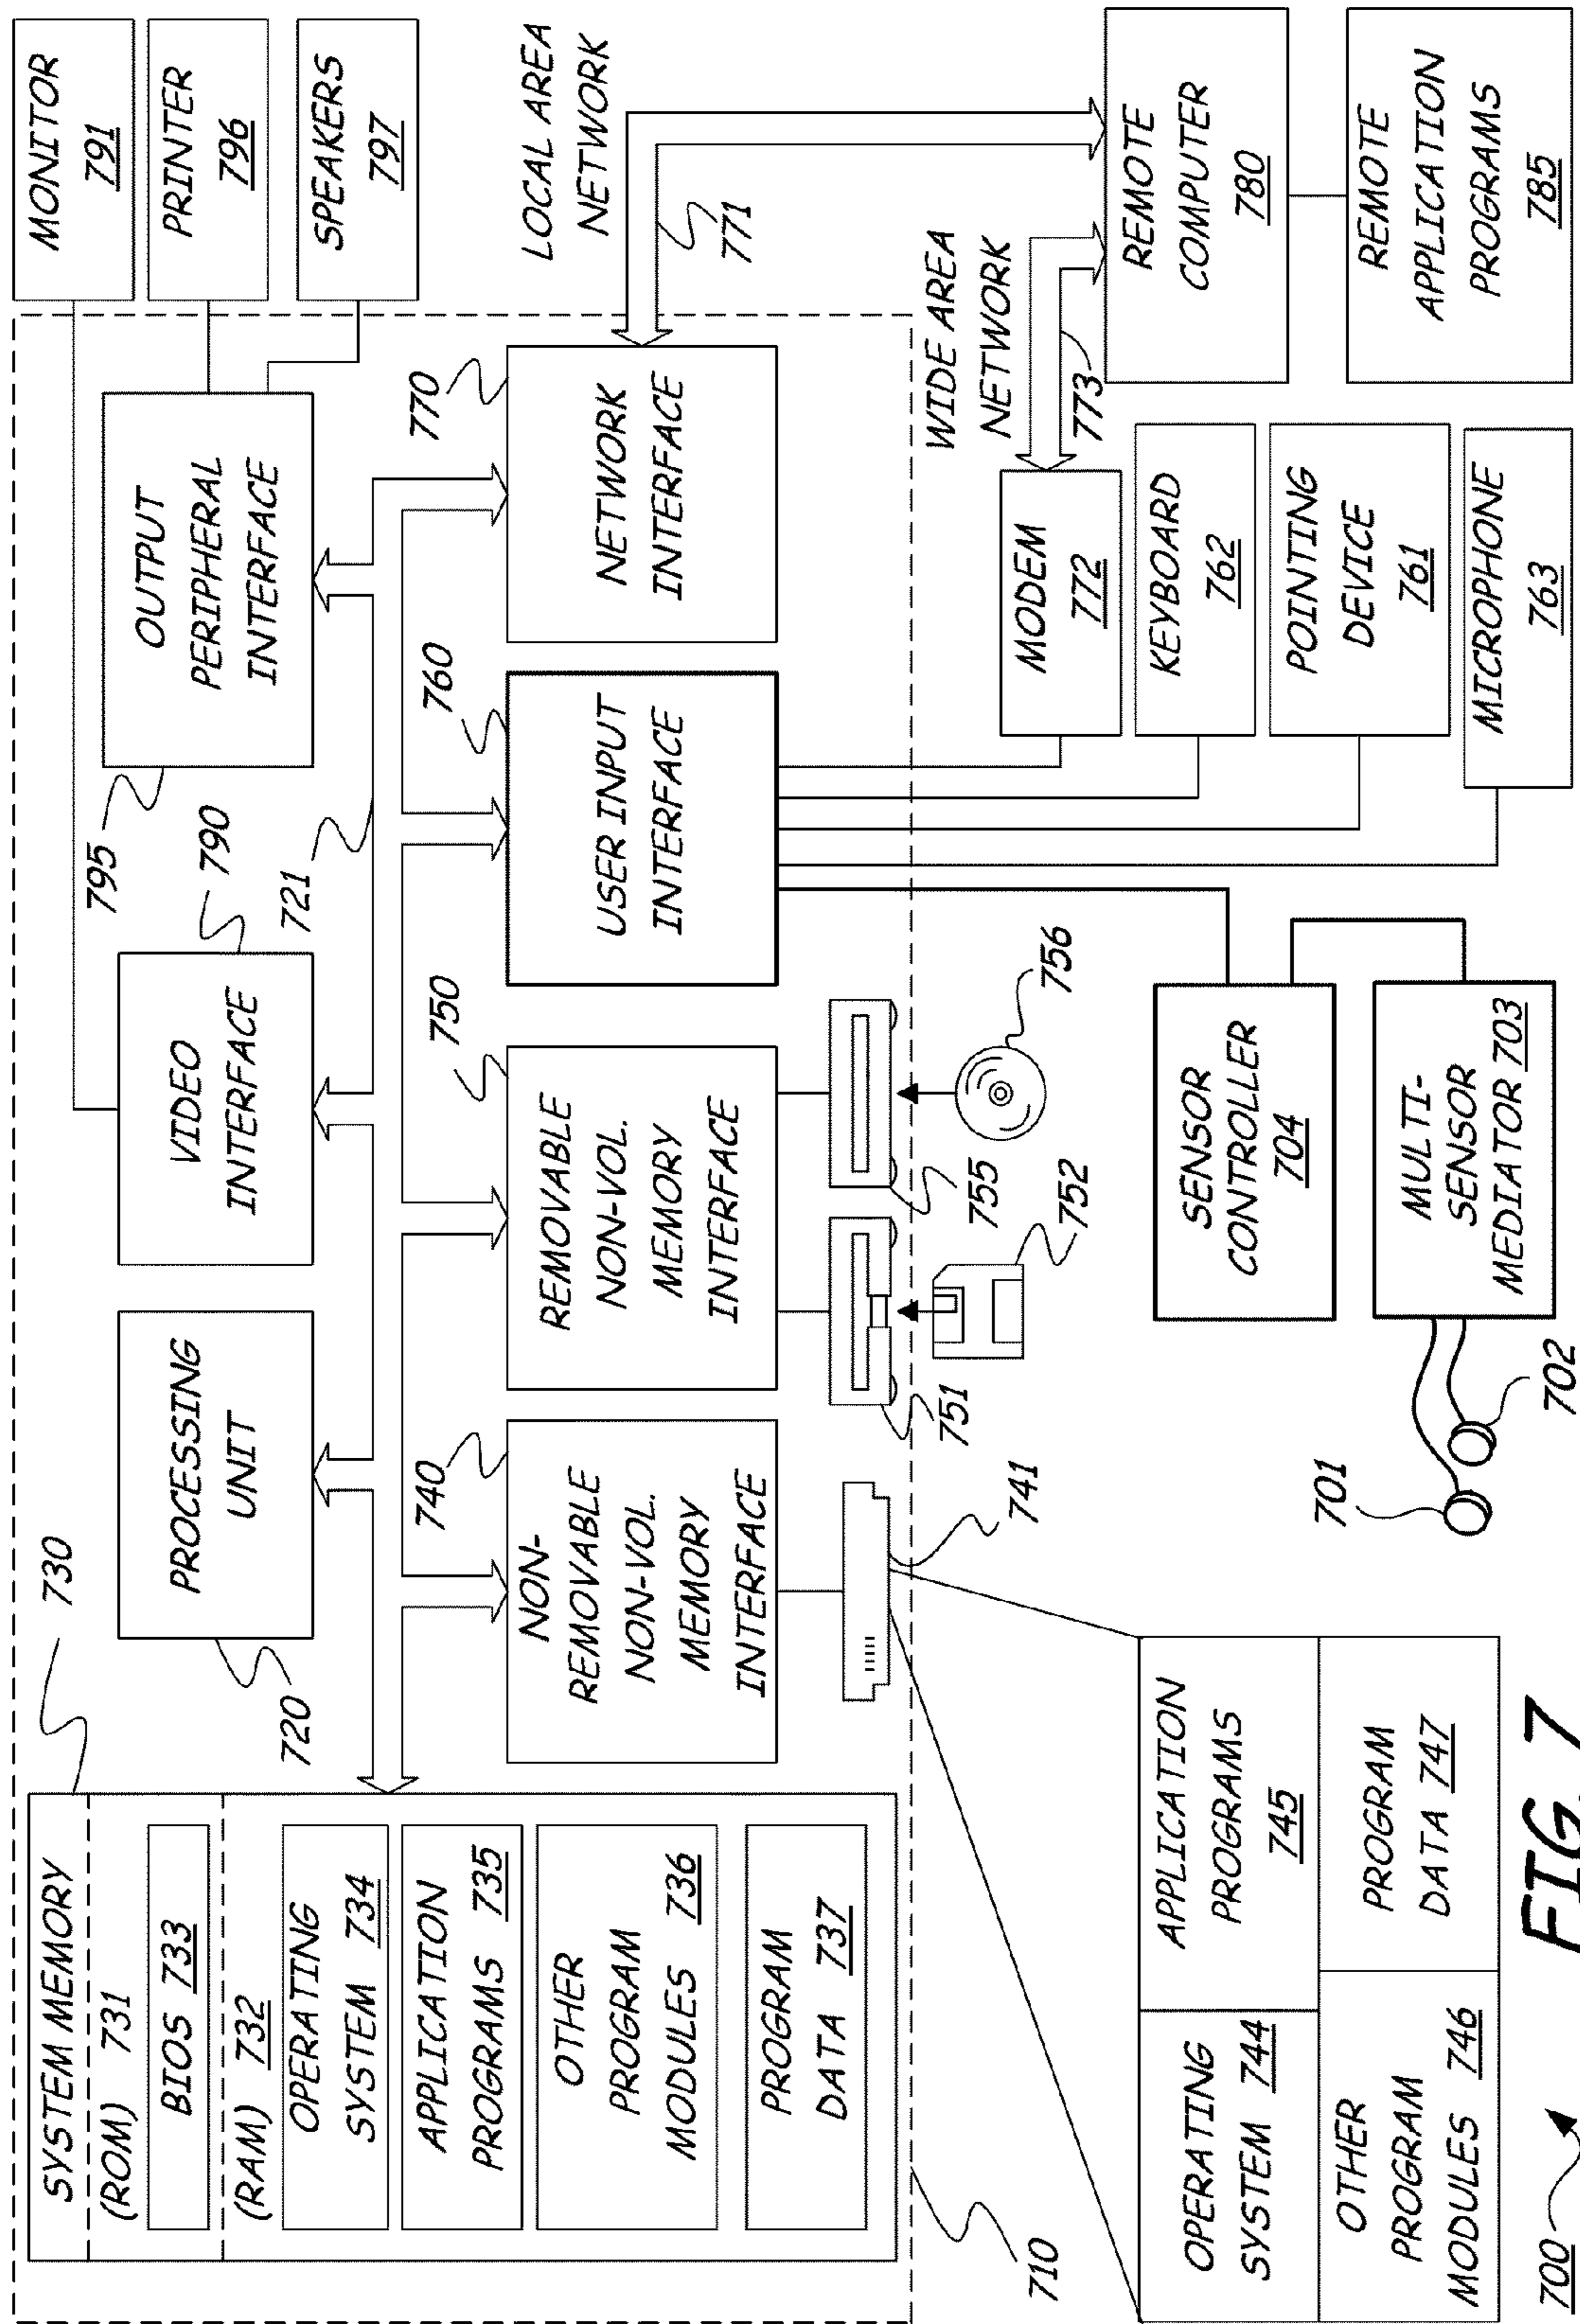 SYSTEM MEMORY
(ROM) 731
BIOS 733
(RAM) 732
OPERATING
SYSTEM 734
APPLICATION
PROGRAMS 735
OTHER
PROGRAM
MODULES 736
PROGRAM
DATA 737
730
720
PROCESSING
UNIT
VIDEO
INTERFACE
790
795
721
OUTPUT
PERIPHERAL
INTERFACE
MONITOR
791
PRINTER
796
SPEAKERS
797
740
NON-
REMOVABLE
NON-VOL.
MEMORY
INTERFACE
750
REMOVABLE
NON-VOL.
MEMORY
INTERFACE
760
USER INPUT
INTERFACE
770
NETWORK
INTERFACE
LOCAL AREA
NETWORK
771
WIDE AREA
NETWORK
773
710
741
751
752
755
756
MODEM
772
KEYBOARD
762
POINTING
DEVICE
761
MICROPHONE
763
REMOTE
COMPUTER
780
REMOTE
APPLICATION
PROGRAMS
785
OPERATING
SYSTEM 744
APPLICATION
PROGRAMS
745
OTHER
PROGRAM
MODULES 746
PROGRAM
DATA 747
SENSOR
CONTROLLER
704
MULTI-
SENSOR
MEDIATOR 703
701
702
700
FIG. 7